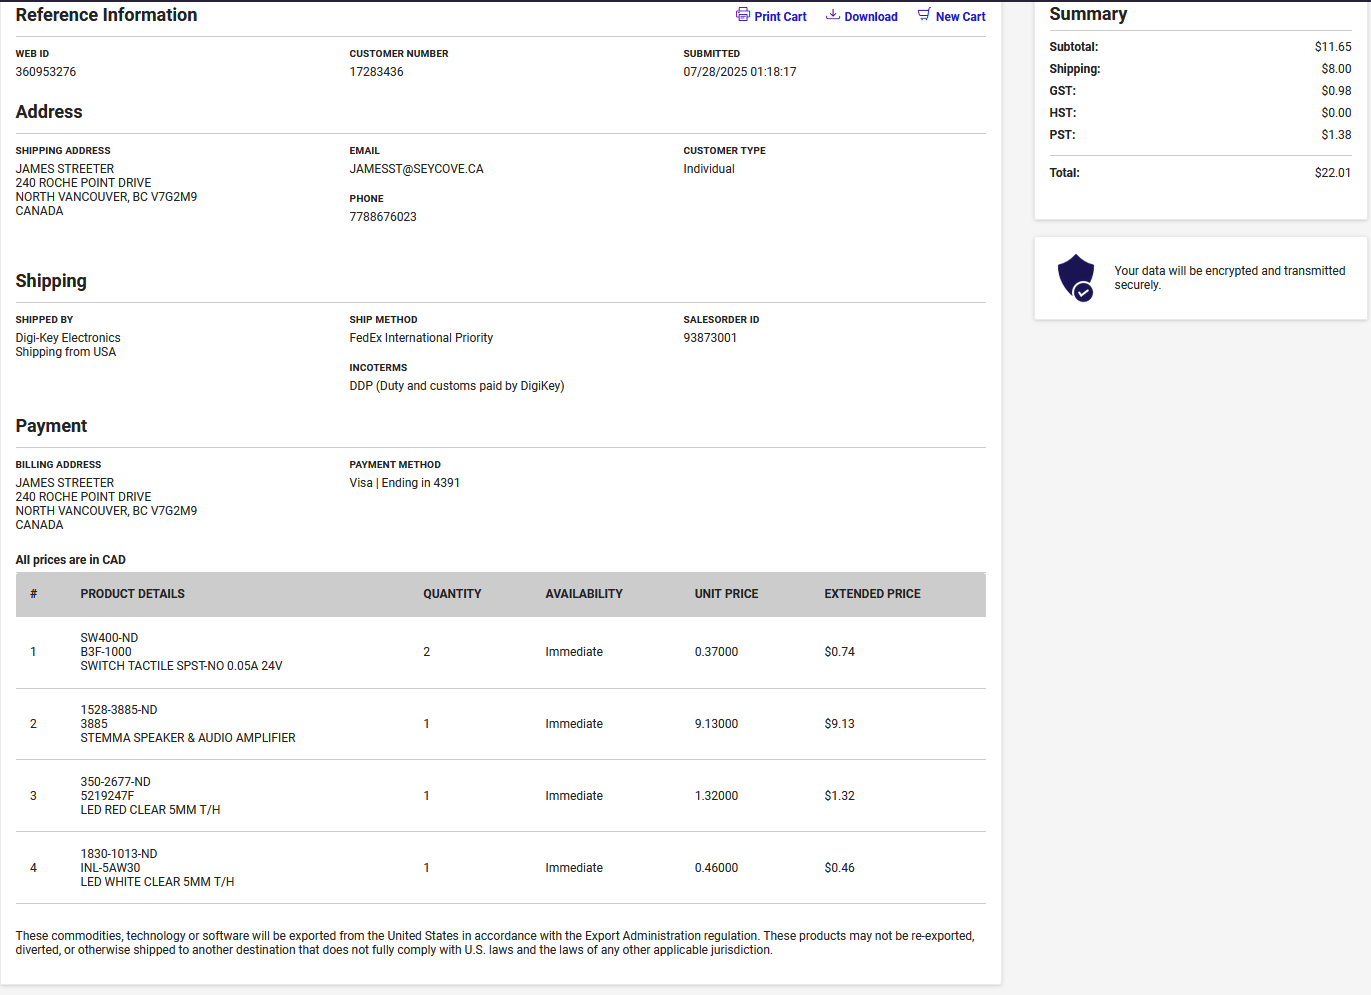 Reference Information
Print Cart
Download
New Cart
WEB ID
360953276
CUSTOMER NUMBER
17283436
SUBMITTED
07/28/2025 01:18:17
Address
SHIPPING ADDRESS
JAMES STREETER
240 ROCHE POINT DRIVE
NORTH VANCOUVER, BC V7G2M9
CANADA
EMAIL
JAMESST@SEYCOVE.CA
PHONE
7788676023
CUSTOMER TYPE
Individual
Shipping
SHIPPED BY
Digi-Key Electronics
Shipping from USA
SHIP METHOD
FedEx International Priority
INCOTERMS
DDP (Duty and customs paid by DigiKey)
SALESORDER ID
93873001
Payment
BILLING ADDRESS
JAMES STREETER
240 ROCHE POINT DRIVE
NORTH VANCOUVER, BC V7G2M9
CANADA
PAYMENT METHOD
Visa | Ending in 4391
All prices are in CAD
# PRODUCT DETAILS QUANTITY AVAILABILITY UNIT PRICE EXTENDED PRICE
SW400-ND
B3F-1000
1 2 Immediate 0.37000 $0.74
SWITCH TACTILE SPST-NO 0.05A 24V
1528-3885-ND
2 3885 1 Immediate 9.13000 $9.13
STEMMA SPEAKER & AUDIO AMPLIFIER
350-2677-ND
3 5219247F 1 Immediate 1.32000 $1.32
LED RED CLEAR 5MM T/H
1830-1013-ND
4 INL-5AW30 1 Immediate 0.46000 $0.46
LED WHITE CLEAR 5MM T/H
These commodities, technology or software will be exported from the United States in accordance with the Export Administration regulation. These products may not be re-exported,
diverted, or otherwise shipped to another destination that does not fully comply with U.S. laws and the laws of any other applicable jurisdiction.
Summary
Subtotal: $11.65
Shipping: $8.00
GST: $0.98
HST: $0.00
PST: $1.38
Total: $22.01
Your data will be encrypted and transmitted
securely.